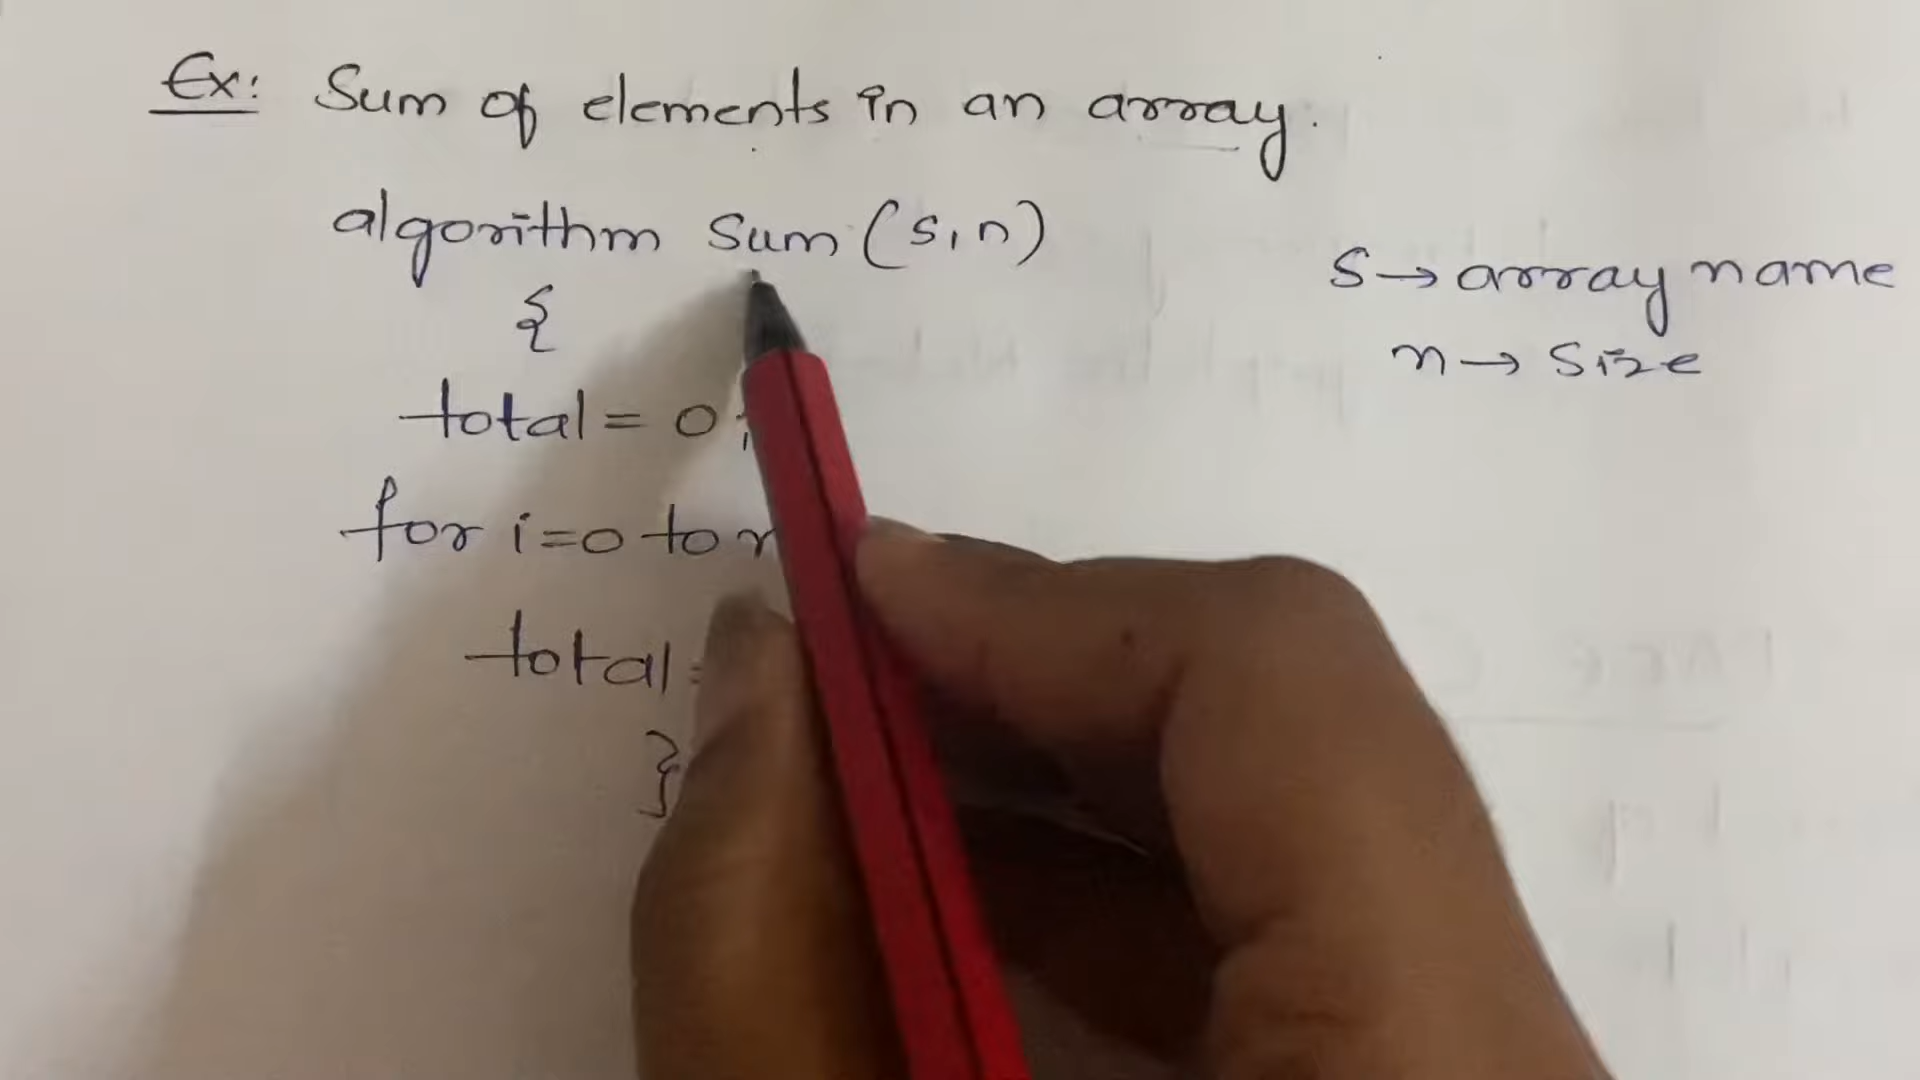 Ex: Sum of elements in an array.
algorithm sum (s, n)
{
s → array name
n → size
total = 0;
for i=0 to
total =
}